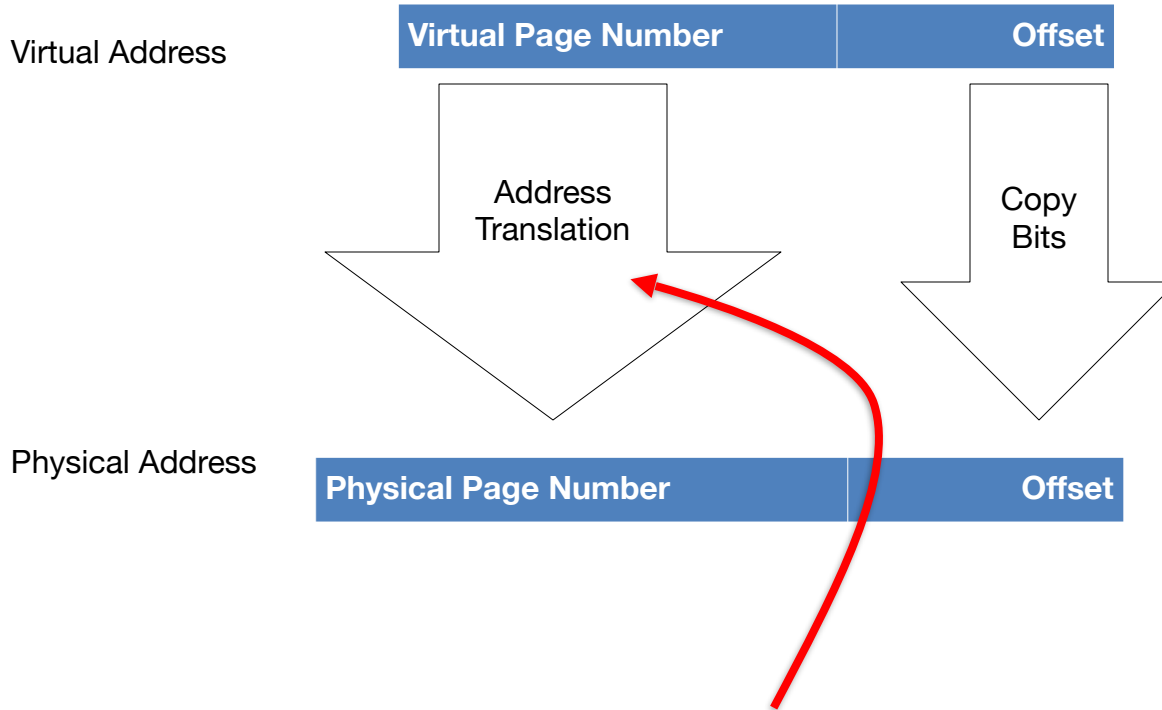 Virtual Address
Virtual Page Number
Offset
Address
Translation
Copy
Bits
Physical Address
Physical Page Number
Offset